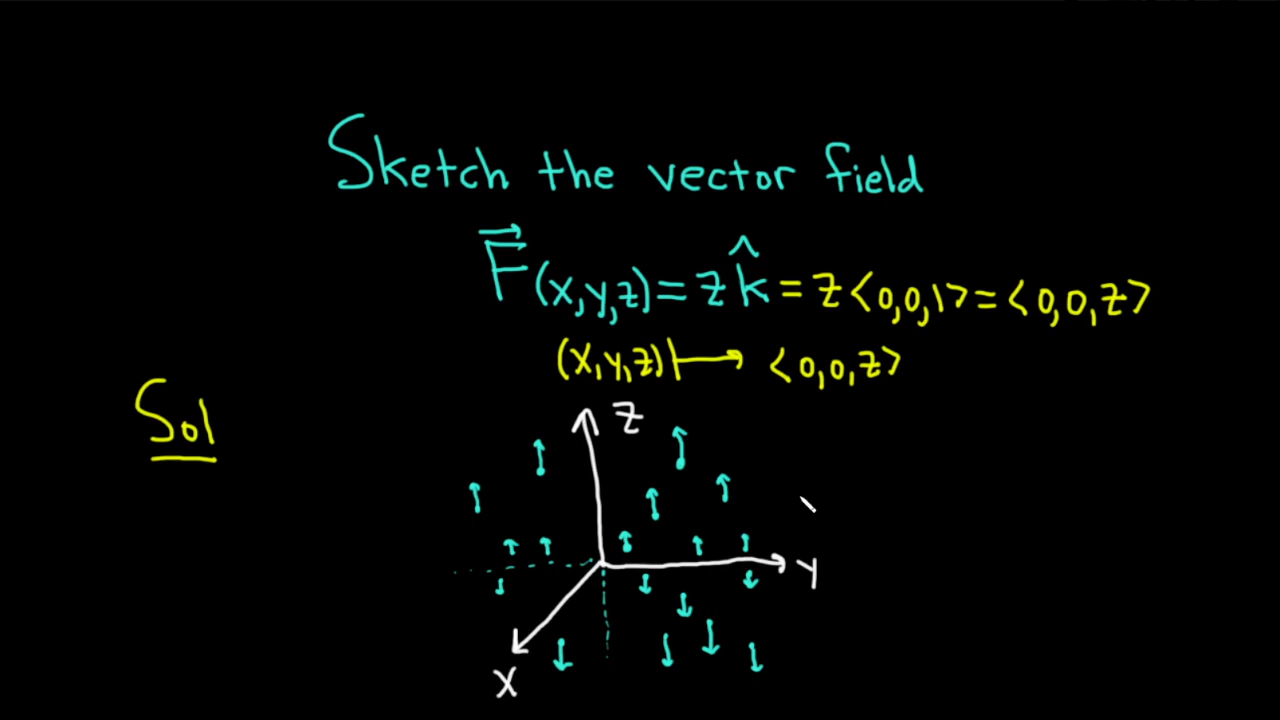 Sketch the vector field
F⃗(x,y,z) = z k̂ = z<0,0,1> = <0,0,z>
(x,y,z) ↦ <0,0,z>
Sol
z
y
x